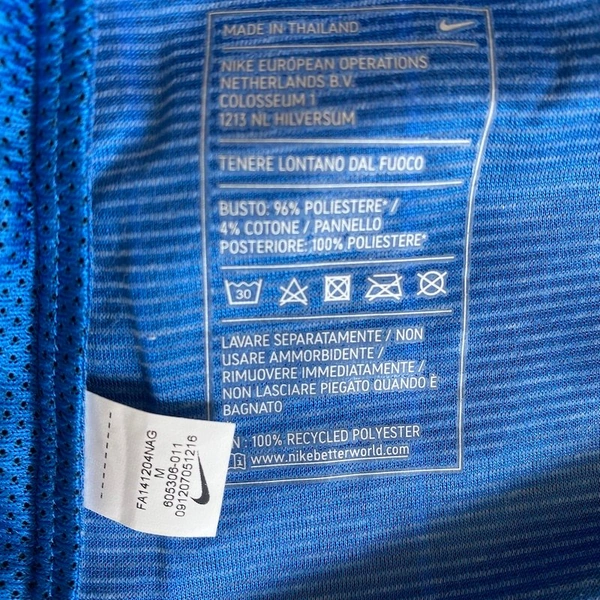 MADE IN THAILAND
NIKE EUROPEAN OPERATIONS
NETHERLANDS B.V.
COLOSSEUM 1
1213 NL HILVERSUM
TENERE LONTANO DAL FUOCO
BUSTO: 96% POLIESTERE* /
4% COTONE / PANNELLO
POSTERIORE: 100% POLIESTERE*
30
LAVARE SEPARATAMENTE / NON
USARE AMMORBIDENTE /
RIMUOVERE IMMEDIATAMENTE /
NON LASCIARE PIEGATO QUANDO È
BAGNATO
N : 100% RECYCLED POLYESTER
www.nikebetterworld.com
FA141204NAG
M
605306-011
091207051216